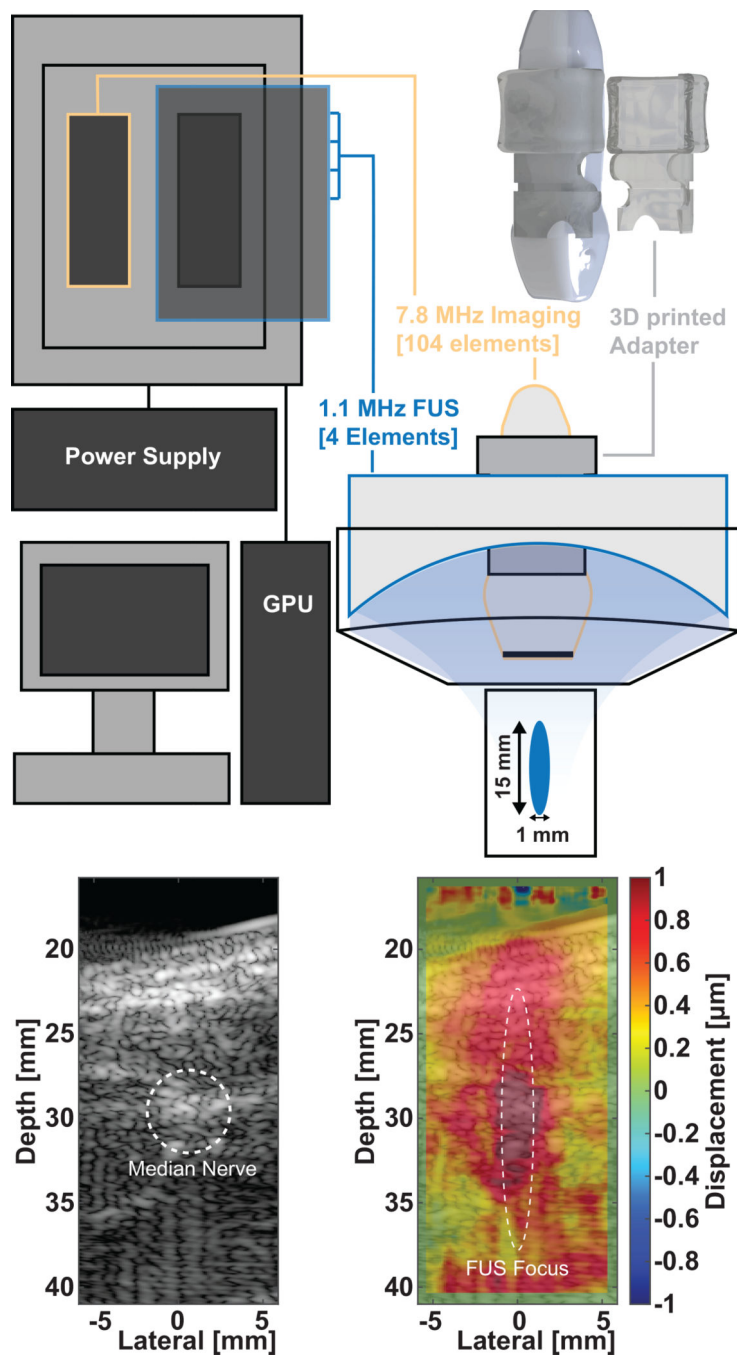 7.8 MHz Imaging
[104 elements]
3D printed
Adapter
1.1 MHz FUS
[4 Elements]
Power Supply
GPU
15 mm
1 mm
20
25
30
35
40
Depth [mm]
Median Nerve
-5
0
5
Lateral [mm]
20
25
30
35
40
Depth [mm]
FUS Focus
-5
0
5
Lateral [mm]
1
0.8
0.6
0.4
0.2
0
-0.2
-0.4
-0.6
-0.8
-1
Displacement [µm]